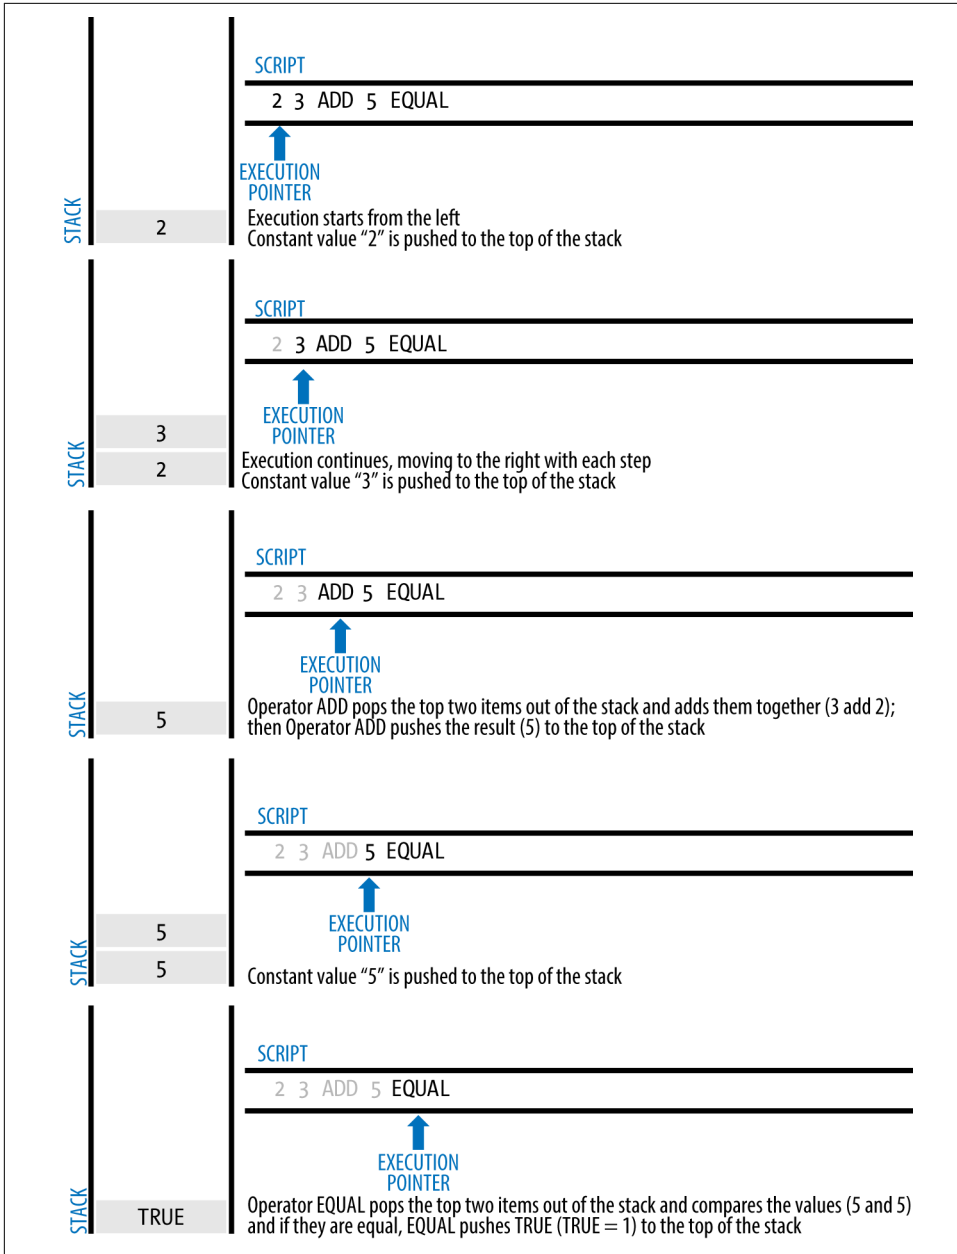 SCRIPT
2 3 ADD 5 EQUAL
EXECUTION
POINTER
STACK
2
Execution starts from the left
Constant value “2” is pushed to the top of the stack
SCRIPT
2 3 ADD 5 EQUAL
EXECUTION
POINTER
STACK
3
2
Execution continues, moving to the right with each step
Constant value “3” is pushed to the top of the stack
SCRIPT
2 3 ADD 5 EQUAL
EXECUTION
POINTER
STACK
5
Operator ADD pops the top two items out of the stack and adds them together (3 add 2);
then Operator ADD pushes the result (5) to the top of the stack
SCRIPT
2 3 ADD 5 EQUAL
EXECUTION
POINTER
STACK
5
5
Constant value “5” is pushed to the top of the stack
SCRIPT
2 3 ADD 5 EQUAL
EXECUTION
POINTER
STACK
TRUE
Operator EQUAL pops the top two items out of the stack and compares the values (5 and 5)
and if they are equal, EQUAL pushes TRUE (TRUE = 1) to the top of the stack